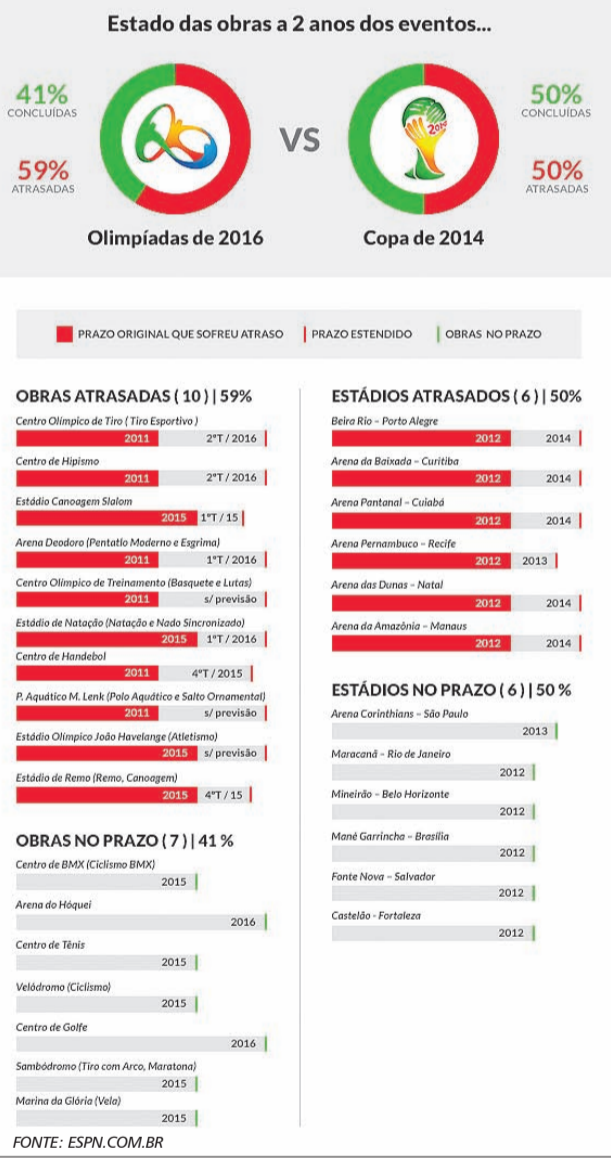 Estado das obras a 2 anos dos eventos...
41%
CONCLUÍDAS
59%
ATRASADAS
VS
2014
50%
CONCLUÍDAS
50%
ATRASADAS
Olimpíadas de 2016
Copa de 2014
PRAZO ORIGINAL QUE SOFREU ATRASO
PRAZO ESTENDIDO
OBRAS NO PRAZO
OBRAS ATRASADAS ( 10 ) | 59%
Centro Olímpico de Tiro ( Tiro Esportivo )
2011 2ºT / 2016
Centro de Hipismo
2011 2ºT / 2016
Estádio Canoagem Slalom
2015 1ºT / 15
Arena Deodoro (Pentatlo Moderno e Esgrima)
2011 1ºT / 2016
Centro Olímpico de Treinamento (Basquete e Lutas)
2011 s/ previsão
Estádio de Natação (Natação e Nado Sincronizado)
2015 1ºT / 2016
Centro de Handebol
2011 4ºT / 2015
P. Aquático M. Lenk (Polo Aquático e Salto Ornamental)
2011 s/ previsão
Estádio Olímpico João Havelange (Atletismo)
2015 s/ previsão
Estádio de Remo (Remo, Canoagem)
2015 4ºT / 15
OBRAS NO PRAZO ( 7 ) | 41 %
Centro de BMX (Ciclismo BMX)
2015
Arena do Hóquei
2016
Centro de Tênis
2015
Velódromo (Ciclismo)
2015
Centro de Golfe
2016
Sambódromo (Tiro com Arco, Maratona)
2015
Marina da Glória (Vela)
2015
ESTÁDIOS ATRASADOS ( 6 ) | 50%
Beira Rio – Porto Alegre
2012 2014
Arena da Baixada – Curitiba
2012 2014
Arena Pantanal – Cuiabá
2012 2014
Arena Pernambuco – Recife
2012 2013
Arena das Dunas – Natal
2012 2014
Arena da Amazônia – Manaus
2012 2014
ESTÁDIOS NO PRAZO ( 6 ) | 50 %
Arena Corinthians – São Paulo
2013
Maracanã – Rio de Janeiro
2012
Mineirão – Belo Horizonte
2012
Mané Garrincha – Brasília
2012
Fonte Nova – Salvador
2012
Castelão - Fortaleza
2012
FONTE: ESPN.COM.BR